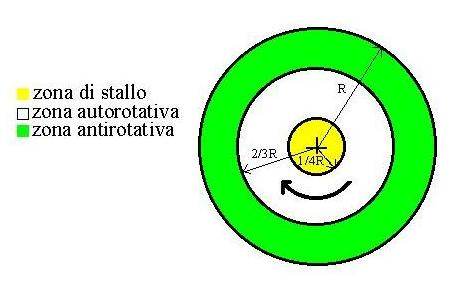 zona di stallo
zona autorotativa
zona antirotativa
R
2/3R
1/4R